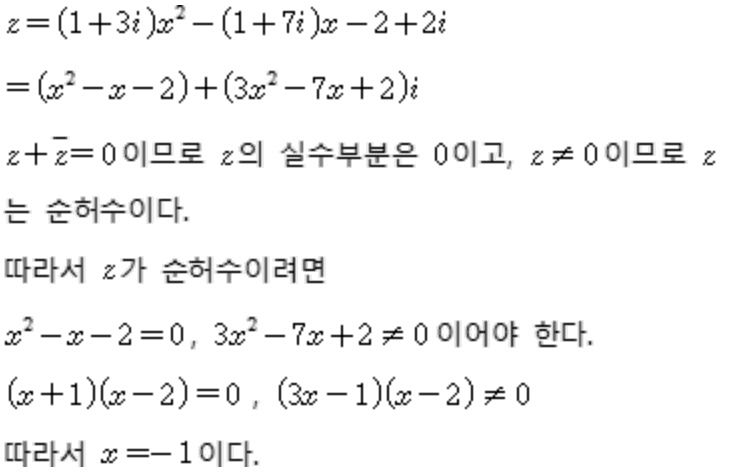 z=(1+3i)x²−(1+7i)x−2+2i
=(x²−x−2)+(3x²−7x+2)i
z+z̄=0이므로 z의 실수부분은 0이고, z≠0이므로 z
는 순허수이다.
따라서 z가 순허수이려면
x²−x−2=0, 3x²−7x+2≠0이어야 한다.
(x+1)(x−2)=0 , (3x−1)(x−2)≠0
따라서 x=−1이다.